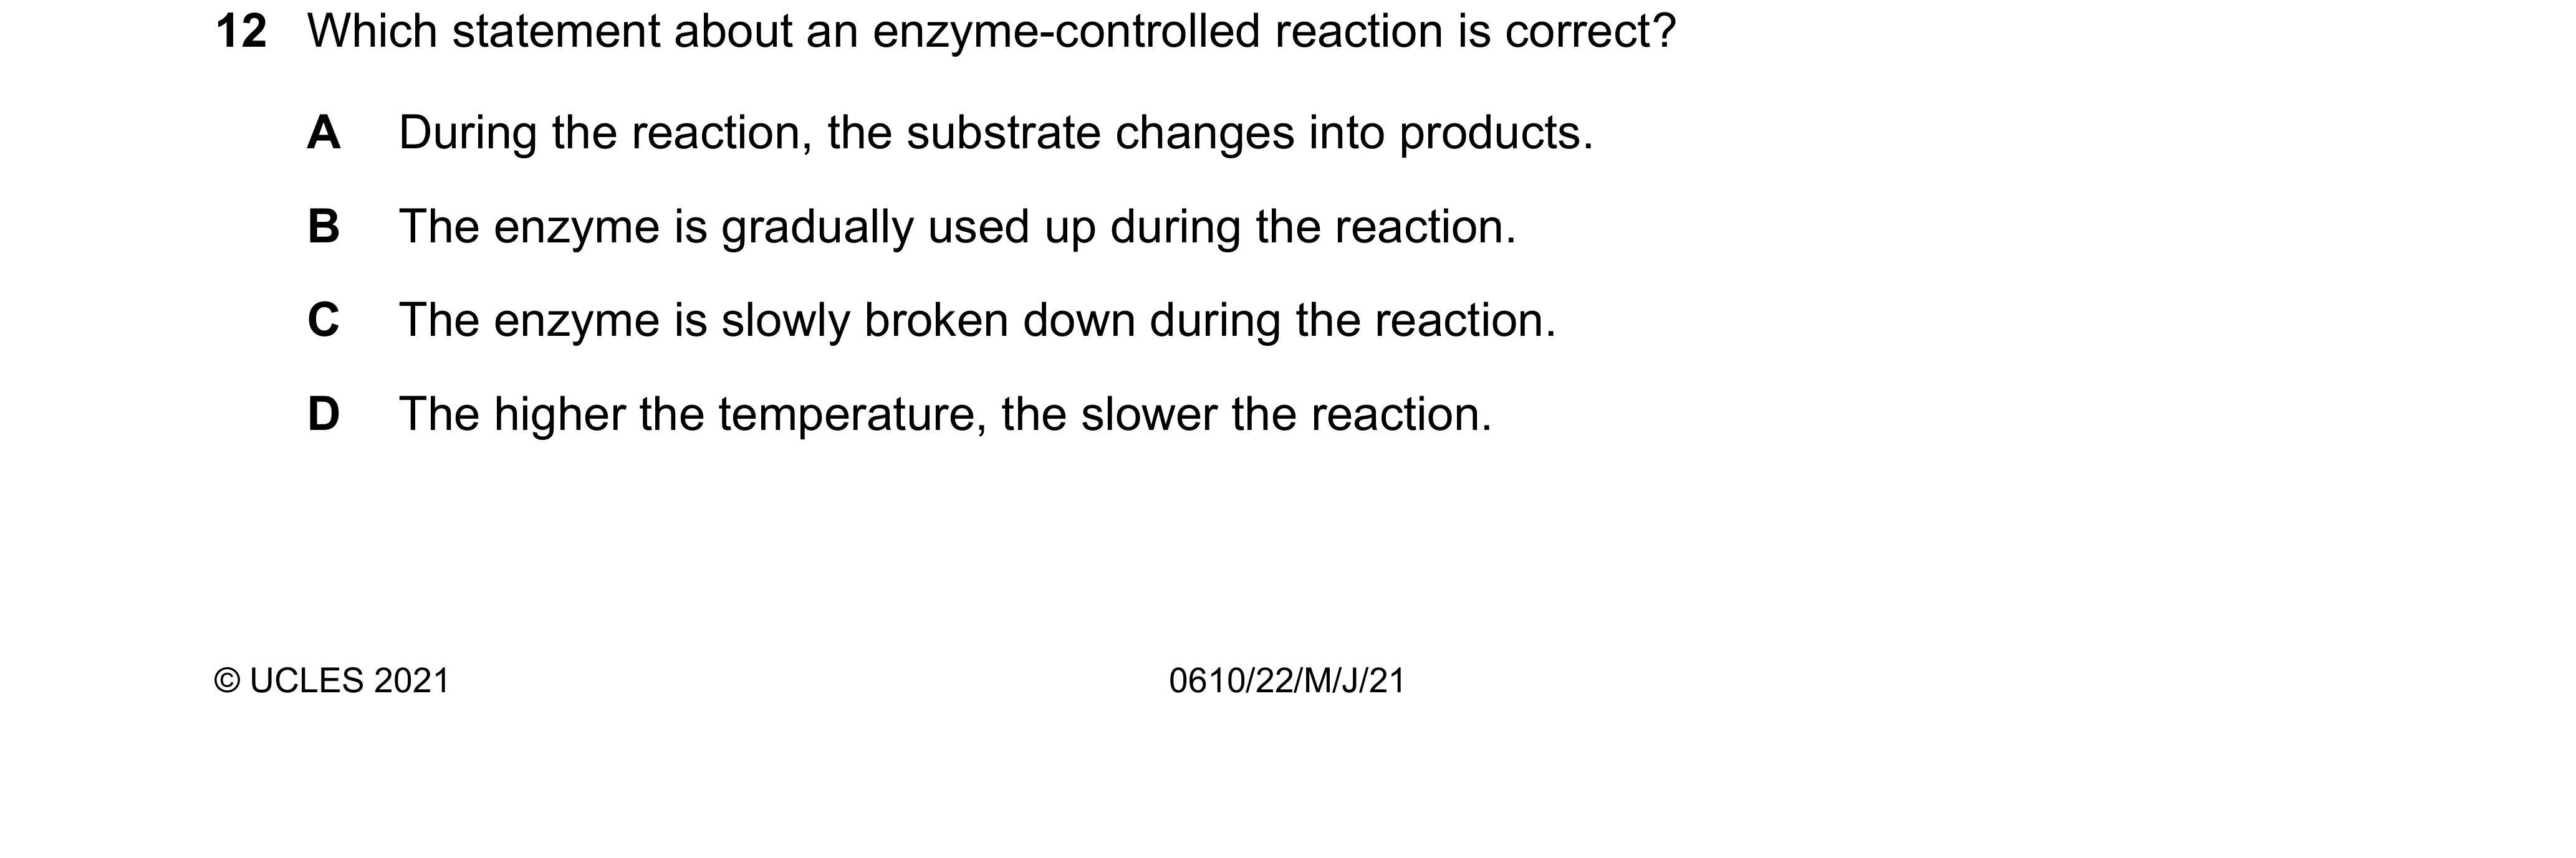 12 Which statement about an enzyme-controlled reaction is correct?
A During the reaction, the substrate changes into products.
B The enzyme is gradually used up during the reaction.
C The enzyme is slowly broken down during the reaction.
D The higher the temperature, the slower the reaction.
© UCLES 2021 0610/22/M/J/21